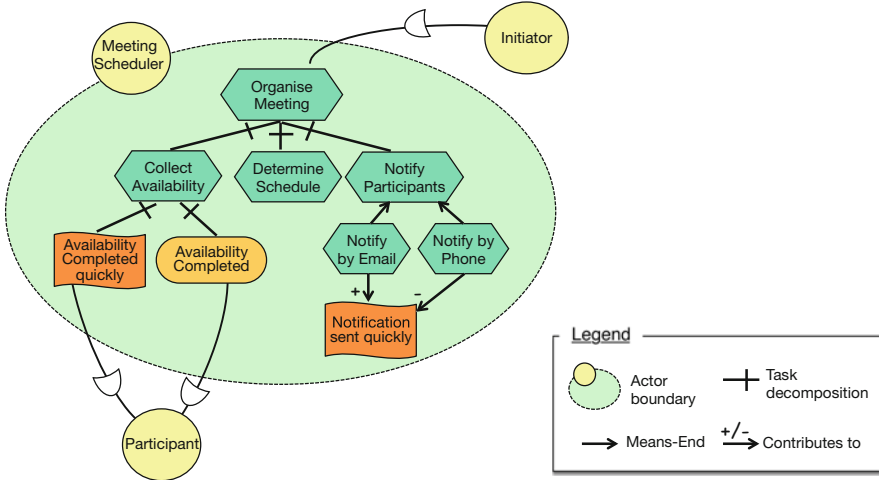 Meeting
Scheduler
Initiator
Organise
Meeting
Collect
Availability
Determine
Schedule
Notify
Participants
Availability
Completed
quickly
Availability
Completed
Notify
by Email
Notify by
Phone
+
-
Notification
sent quickly
Participant
Legend
Actor
boundary
Task
decomposition
Means-End
+/-
Contributes to